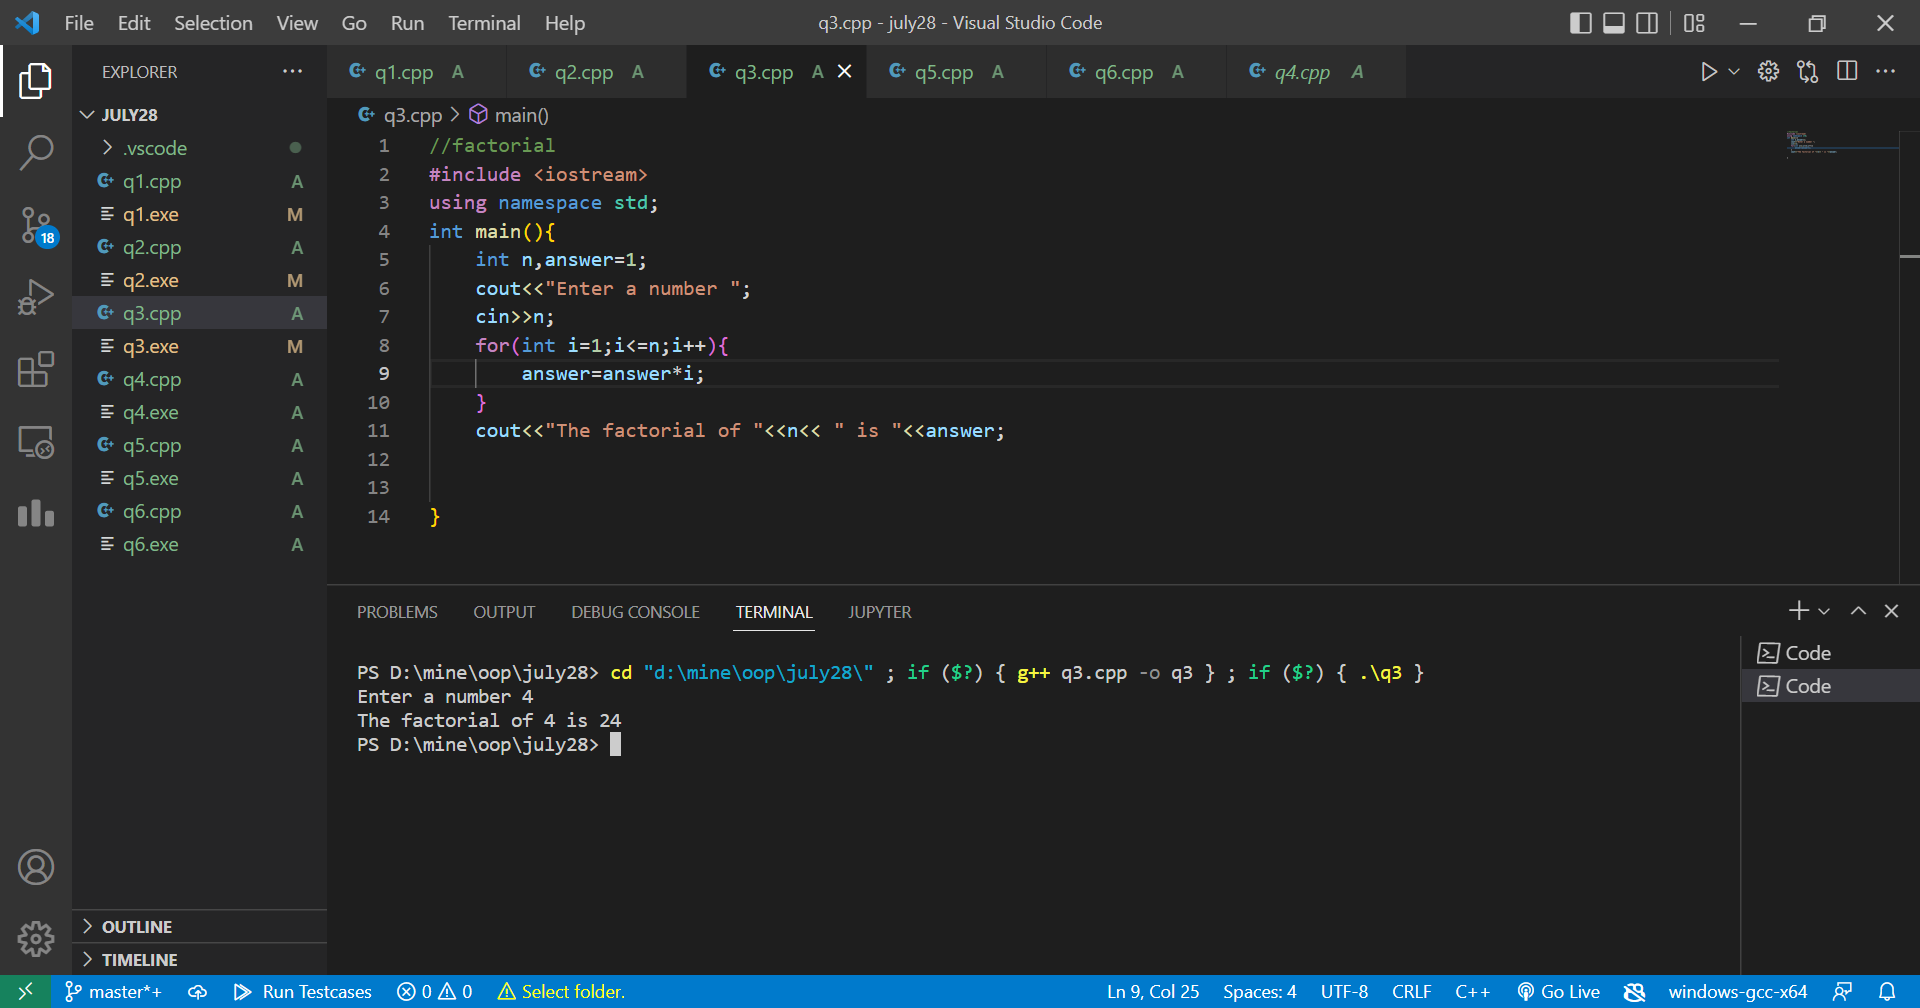 File Edit Selection View Go Run Terminal Help
q3.cpp - july28 - Visual Studio Code
EXPLORER
q1.cpp A q2.cpp A q3.cpp A q5.cpp A q6.cpp A q4.cpp A
JULY28
.vscode
q1.cpp A
q1.exe M
q2.cpp A
q2.exe M
q3.cpp A
q3.exe M
q4.cpp A
q4.exe A
q5.cpp A
q5.exe A
q6.cpp A
q6.exe A
OUTLINE
TIMELINE
18
q3.cpp > main()
1 //factorial
2 #include <iostream>
3 using namespace std;
4 int main(){
5 int n,answer=1;
6 cout<<"Enter a number ";
7 cin>>n;
8 for(int i=1;i<=n;i++){
9 answer=answer*i;
10 }
11 cout<<"The factorial of "<<n<< " is "<<answer;
12
13
14 }
PROBLEMS OUTPUT DEBUG CONSOLE TERMINAL JUPYTER
PS D:\mine\oop\july28> cd "d:\mine\oop\july28\" ; if ($?) { g++ q3.cpp -o q3 } ; if ($?) { .\q3 }
Enter a number 4
The factorial of 4 is 24
PS D:\mine\oop\july28>
Code
Code
master*+ Run Testcases 0 0 Select folder. Ln 9, Col 25 Spaces: 4 UTF-8 CRLF C++ Go Live windows-gcc-x64